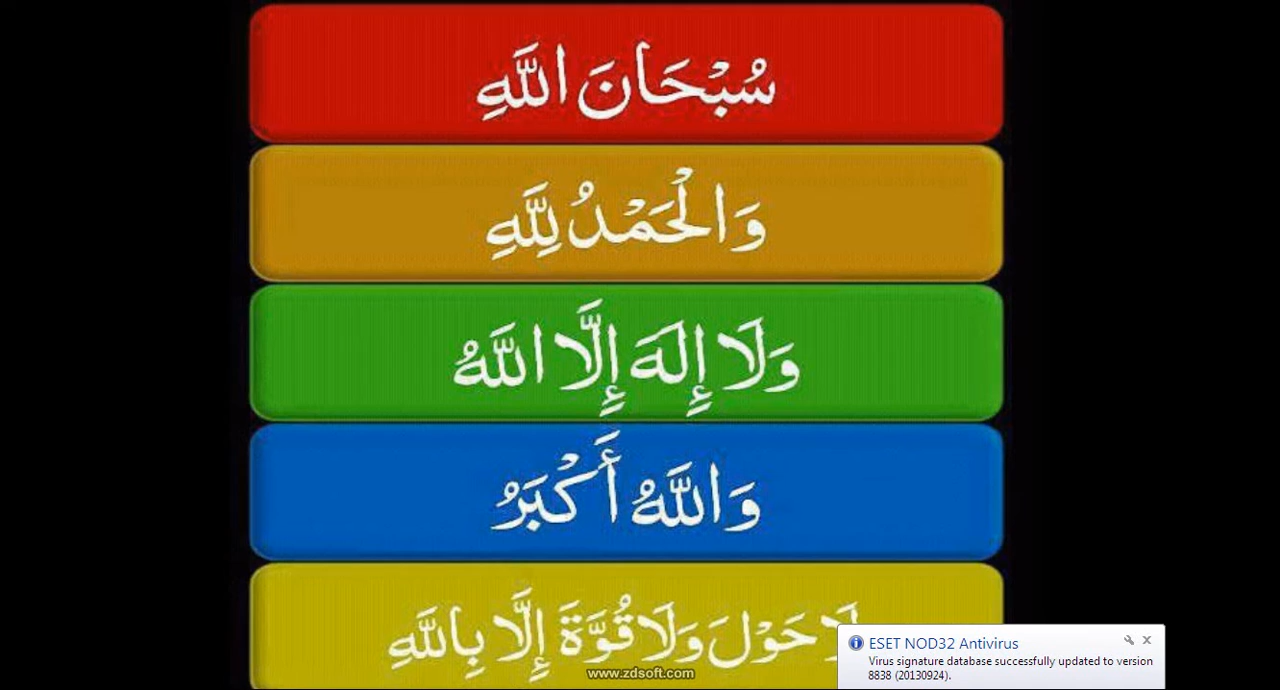 سُبْحَانَ اللَّهِ
وَالْحَمْدُ لِلَّهِ
وَلَا إِلَهَ إِلَّا اللَّهُ
وَاللَّهُ أَكْبَرُ
لَا حَوْلَ وَلَا قُوَّةَ إِلَّا بِاللَّهِ
www.zdsoft.com
ESET NOD32 Antivirus
Virus signature database successfully updated to version
8838 (20130924).